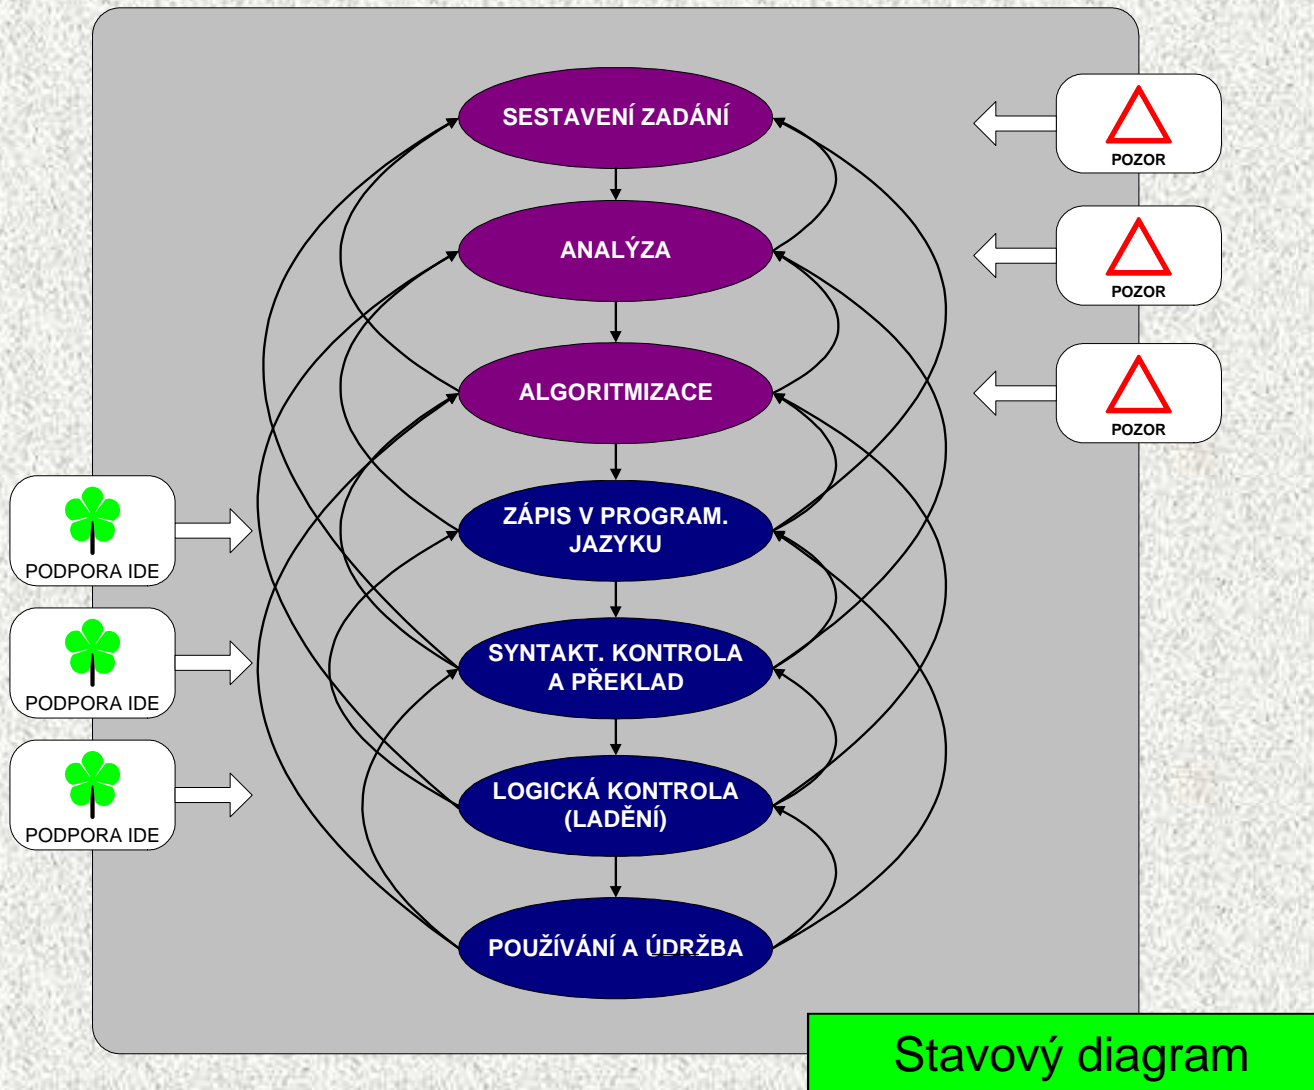 SESTAVENÍ ZADÁNÍ
POZOR
ANALÝZA
POZOR
ALGORITMIZACE
POZOR
ZÁPIS V PROGRAM.
JAZYKU
PODPORA IDE
SYNTAKT. KONTROLA
A PŘEKLAD
PODPORA IDE
LOGICKÁ KONTROLA
(LADĚNÍ)
PODPORA IDE
POUŽÍVÁNÍ A ÚDRŽBA
Stavový diagram